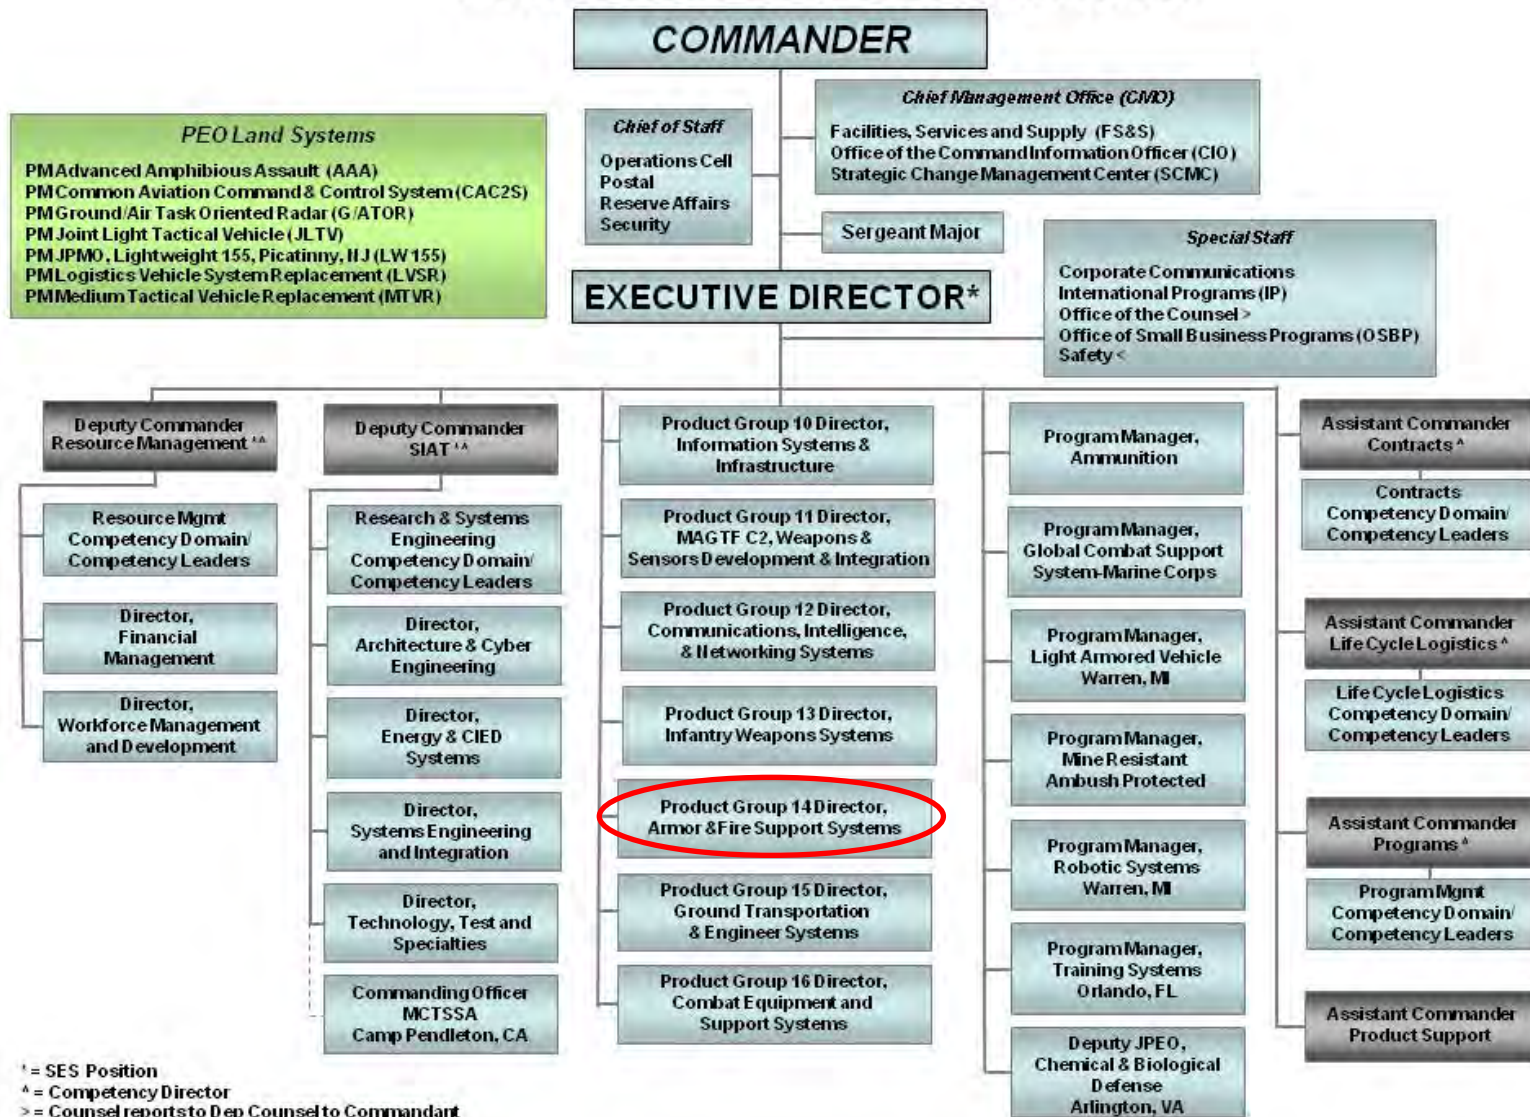 COMMANDER
Chief of Staff
Operations Cell
Postal
Reserve Affairs
Security
Chief Management Office (CMO)
Facilities, Services and Supply (FS&S)
Office of the Command Information Officer (CIO)
Strategic Change Management Center (SCMC)
PEO Land Systems
PM Advanced Amphibious Assault (AAA)
PM Common Aviation Command & Control System (CAC2S)
PM Ground/Air Task Oriented Radar (G/ATOR)
PM Joint Light Tactical Vehicle (JLTV)
PM JPMO, Lightweight 155, Picatinny, NJ (LW 155)
PM Logistics Vehicle System Replacement (LVSR)
PM Medium Tactical Vehicle Replacement (MTVR)
Sergeant Major
Special Staff
Corporate Communications
International Programs (IP)
Office of the Counsel >
Office of Small Business Programs (OSBP)
Safety <
EXECUTIVE DIRECTOR*
Deputy Commander
Resource Management *^
Resource Mgmt
Competency Domain/
Competency Leaders
Director,
Financial
Management
Director,
Workforce Management
and Development
Deputy Commander
SIAT *^
Research & Systems
Engineering
Competency Domain/
Competency Leaders
Director,
Architecture & Cyber
Engineering
Director,
Energy & CIED
Systems
Director,
Systems Engineering
and Integration
Director,
Technology, Test and
Specialties
Commanding Officer
MCTSSA
Camp Pendleton, CA
Product Group 10 Director,
Information Systems &
Infrastructure
Product Group 11 Director,
MAGTF C2, Weapons &
Sensors Development & Integration
Product Group 12 Director,
Communications, Intelligence,
& Networking Systems
Product Group 13 Director,
Infantry Weapons Systems
Product Group 14 Director,
Armor & Fire Support Systems
Product Group 15 Director,
Ground Transportation
& Engineer Systems
Product Group 16 Director,
Combat Equipment and
Support Systems
Program Manager,
Ammunition
Program Manager,
Global Combat Support
System-Marine Corps
Program Manager,
Light Armored Vehicle
Warren, MI
Program Manager,
Mine Resistant
Ambush Protected
Program Manager,
Robotic Systems
Warren, MI
Program Manager,
Training Systems
Orlando, FL
Deputy JPEO,
Chemical & Biological
Defense
Arlington, VA
Assistant Commander
Contracts ^
Contracts
Competency Domain/
Competency Leaders
Assistant Commander
Life Cycle Logistics ^
Life Cycle Logistics
Competency Domain/
Competency Leaders
Assistant Commander
Programs ^
Program Mgmt
Competency Domain/
Competency Leaders
Assistant Commander
Product Support
* = SES Position
^ = Competency Director
> = Counsel reports to Dep Counsel to Commandant